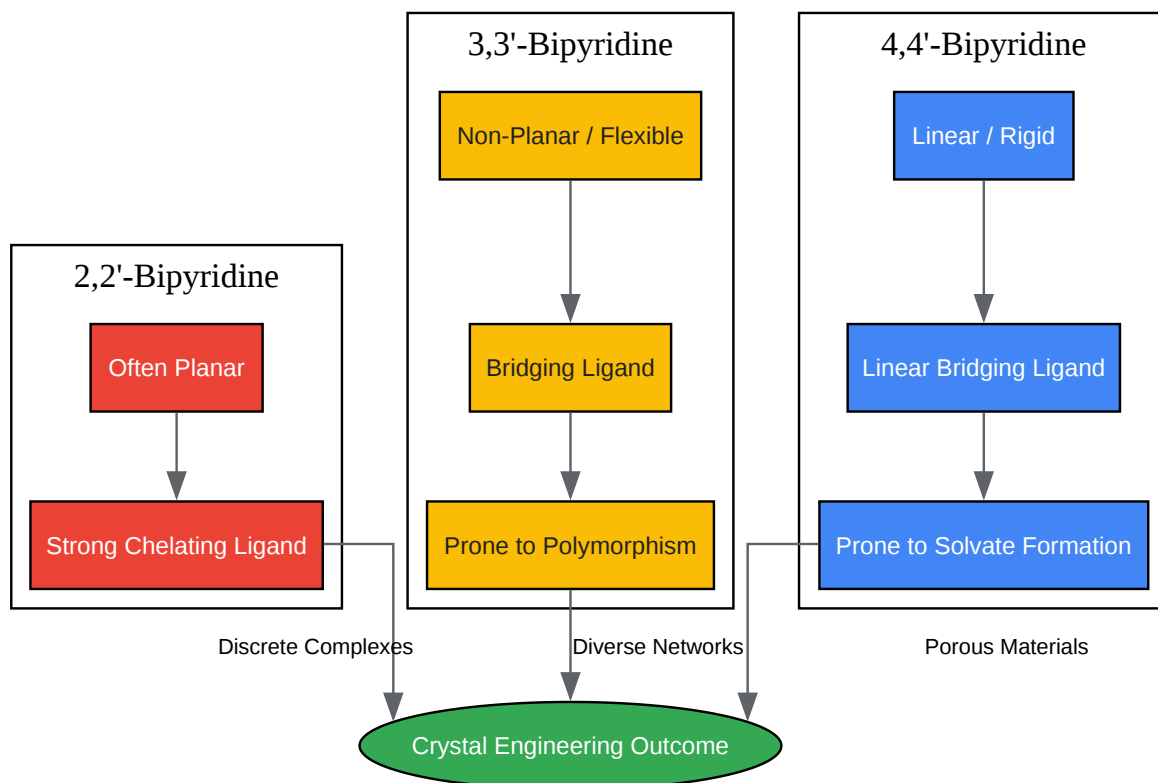 3,3'-Bipyridine
4,4'-Bipyridine
Non-Planar / Flexible
Linear / Rigid
2,2'-Bipyridine
Often Planar
Bridging Ligand
Linear Bridging Ligand
Strong Chelating Ligand
Prone to Polymorphism
Prone to Solvate Formation
Discrete Complexes
Diverse Networks
Porous Materials
Crystal Engineering Outcome